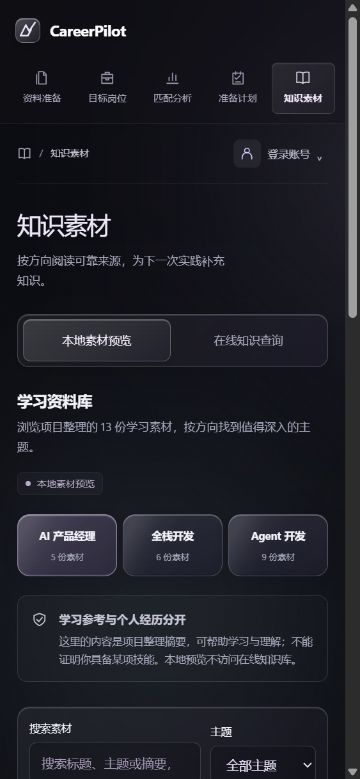 CareerPilot
资料准备
目标岗位
匹配分析
准备计划
知识素材
/ 知识素材
登录账号
知识素材
按方向阅读可靠来源，为下一次实践补充
知识。
本地素材预览
在线知识查询
学习资料库
浏览项目整理的 13 份学习素材，按方向找到值得深入的主
题。
本地素材预览
AI 产品经理
5 份素材
全栈开发
6 份素材
Agent 开发
9 份素材
学习参考与个人经历分开
这里的内容是项目整理摘要，可帮助学习与理解；不能
证明你具备某项技能。本地预览不访问在线知识库。
搜索素材
主题
搜索标题、主题或摘要，
全部主题